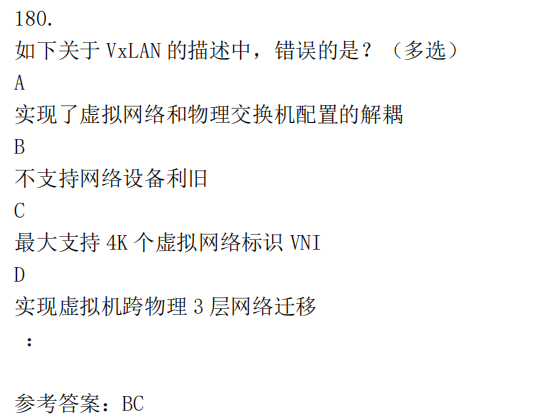 180.
如下关于 VxLAN 的描述中，错误的是？（多选）
A
实现了虚拟网络和物理交换机配置的解耦
B
不支持网络设备利旧
C
最大支持 4K 个虚拟网络标识 VNI
D
实现虚拟机跨物理 3 层网络迁移
：
参考答案：BC